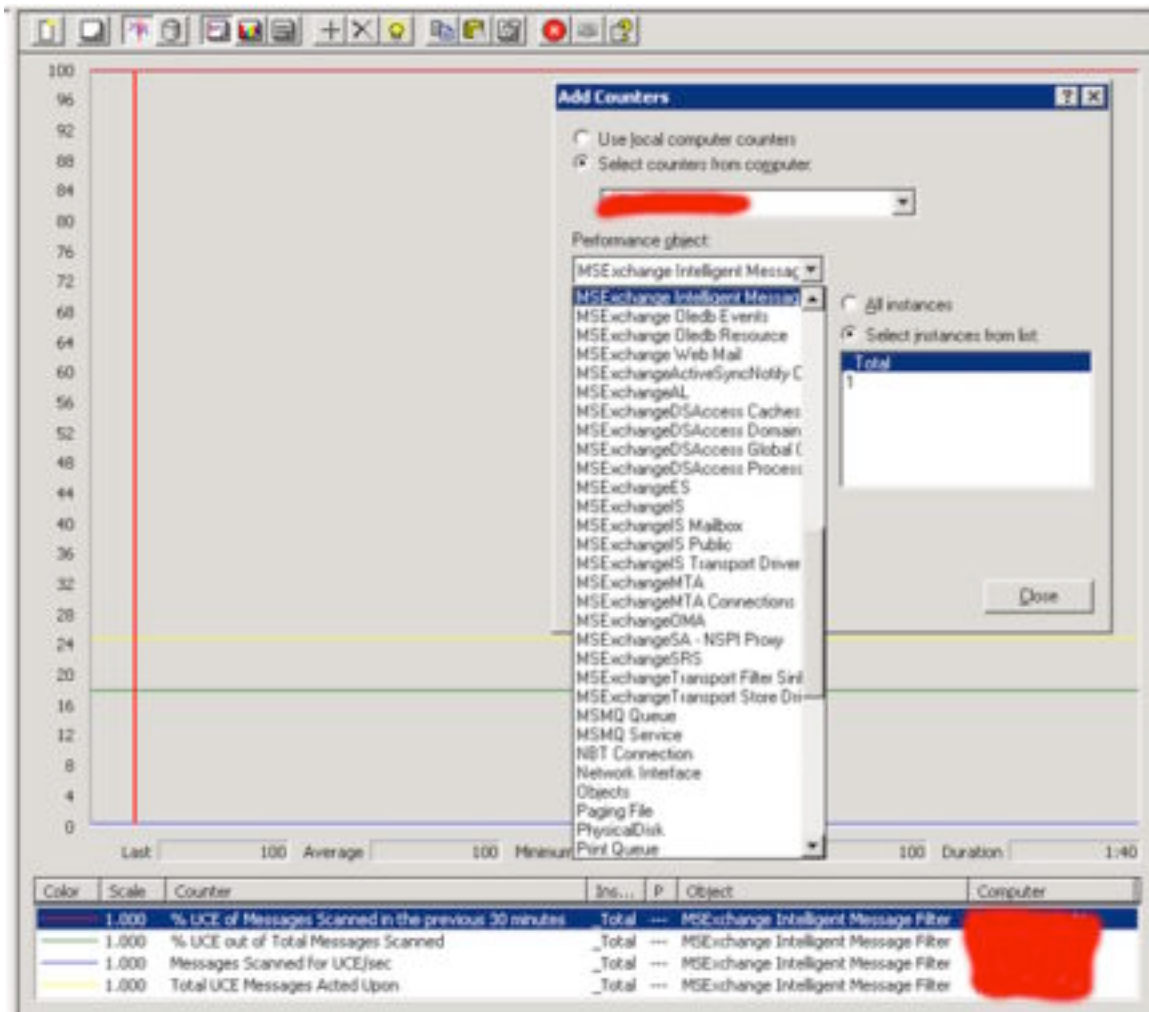 100
96
92
88
84
80
76
72
68
64
60
56
52
48
44
40
36
32
28
24
20
16
12
8
4
0
Add Counters
Use local computer counters
Select counters from computer:
Performance object:
MSExchange Intelligent Messag
MSExchange Intelligent Messag
MSExchange Oledb Events
MSExchange Oledb Resource
MSExchange Web Mail
MSExchangeActiveSyncNotify C
MSExchangeAL
MSExchangeDSAccess Caches
MSExchangeDSAccess Domain
MSExchangeDSAccess Global C
MSExchangeDSAccess Process
MSExchangeES
MSExchangeIS
MSExchangeIS Mailbox
MSExchangeIS Public
MSExchangeIS Transport Driver
MSExchangeMTA
MSExchangeMTA Connections
MSExchangeOMA
MSExchangeSA - NSPI Proxy
MSExchangeSRS
MSExchangeTransport Filter Sin
MSExchangeTransport Store Dri
MSMQ Queue
MSMQ Service
NBT Connection
Network Interface
Objects
Paging File
PhysicalDisk
Print Queue
All instances
Select instances from list:
_Total
1
Close
Last 100 Average 100 Minimum 100 Duration 1:40
Color Scale Counter Ins... P Object Computer
1.000 % UCE of Messages Scanned in the previous 30 minutes _Total --- MSExchange Intelligent Message Filter
1.000 % UCE out of Total Messages Scanned _Total --- MSExchange Intelligent Message Filter
1.000 Messages Scanned for UCE/sec _Total --- MSExchange Intelligent Message Filter
1.000 Total UCE Messages Acted Upon _Total --- MSExchange Intelligent Message Filter